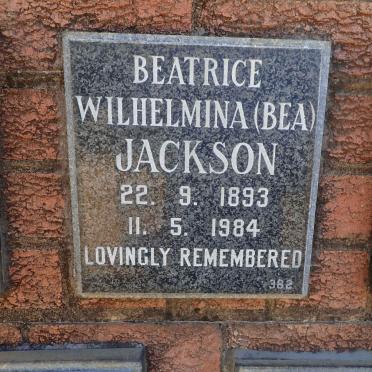 BEATRICE
WILHELMINA (BEA)
JACKSON
22. 9. 1893
11. 5. 1984
LOVINGLY REMEMBERED
382